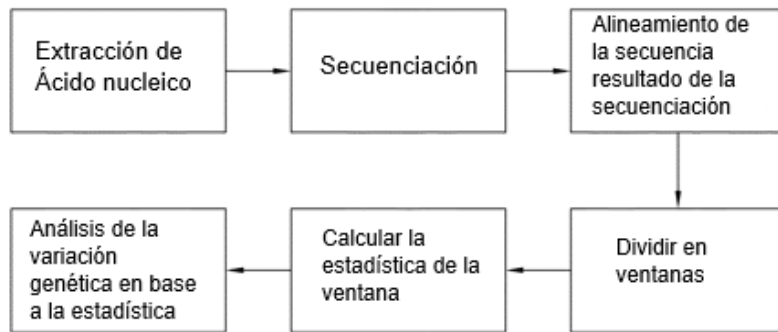 Extracción de
Ácido nucleico
Secuenciación
Alineamiento de
la secuencia
resultado de la
secuenciación
Dividir en
ventanas
Calcular la
estadística de la
ventana
Análisis de la
variación
genética en base
a la estadística